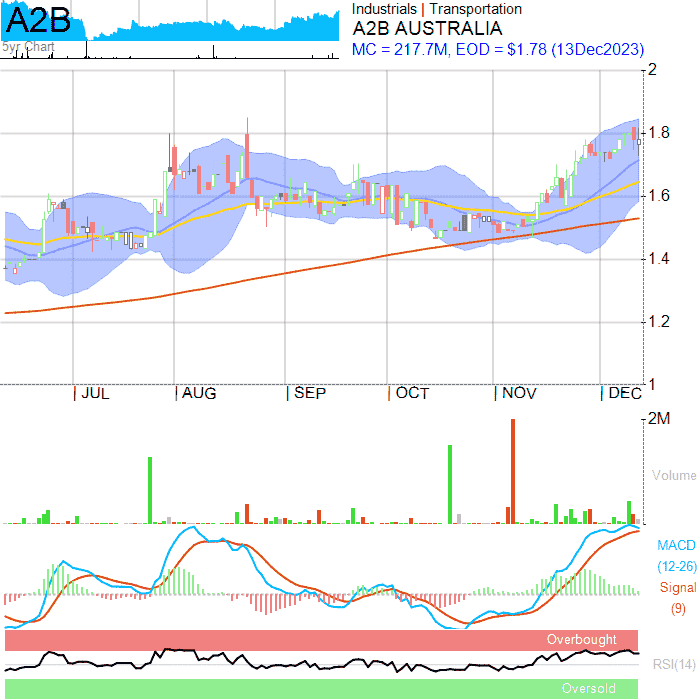 A2B
5yr Chart
Industrials | Transportation
A2B AUSTRALIA
MC = 217.7M, EOD = $1.78 (13Dec2023)
2
1.8
1.6
1.4
1.2
1
JUL AUG SEP OCT NOV DEC
2M
Volume
MACD
(12-26)
Signal
(9)
Overbought
RSI(14)
Oversold